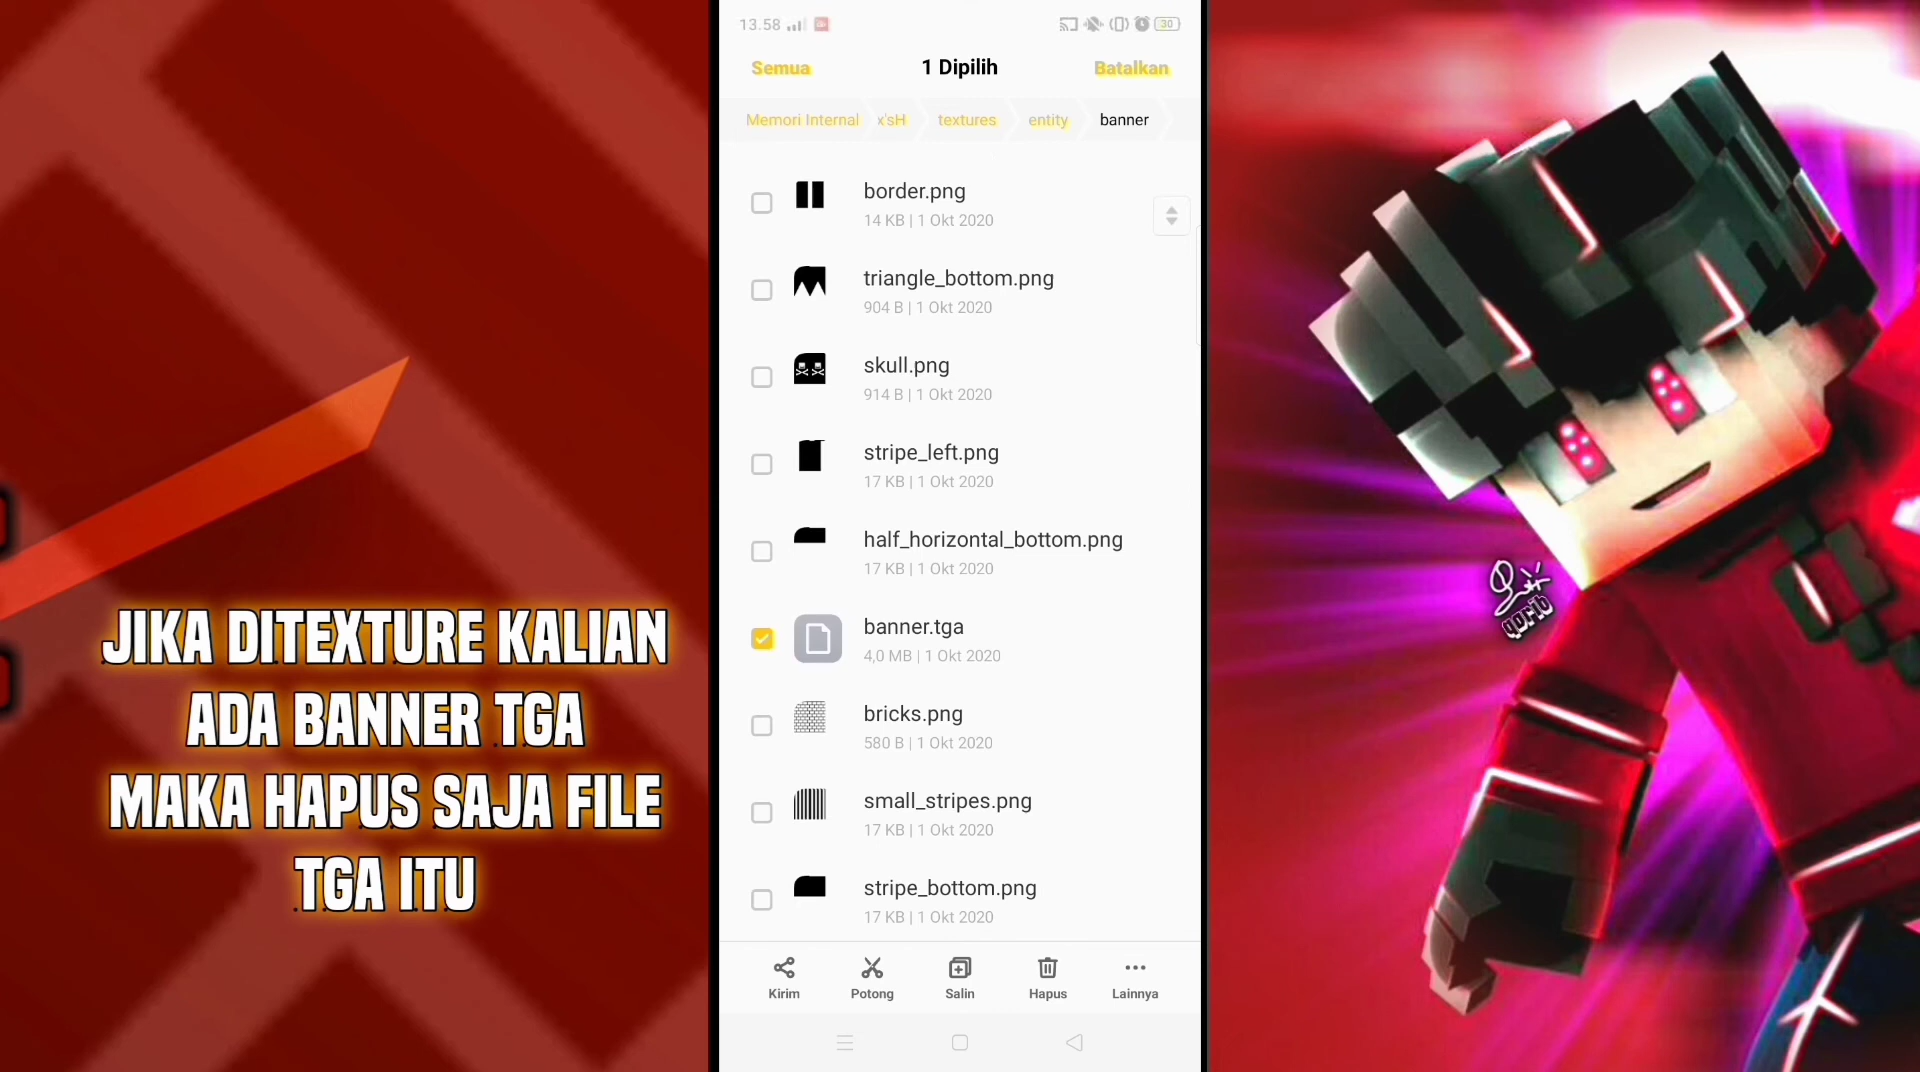 13.58
30
Semua
1 Dipilih
Batalkan
Memori Internal
x'sH
textures
entity
banner
border.png
14 KB | 1 Okt 2020
triangle_bottom.png
904 B | 1 Okt 2020
skull.png
914 B | 1 Okt 2020
stripe_left.png
17 KB | 1 Okt 2020
half_horizontal_bottom.png
17 KB | 1 Okt 2020
banner.tga
4,0 MB | 1 Okt 2020
bricks.png
580 B | 1 Okt 2020
small_stripes.png
17 KB | 1 Okt 2020
stripe_bottom.png
17 KB | 1 Okt 2020
Kirim
Potong
Salin
Hapus
Lainnya
JIKA DITEXTURE KALIAN
ADA BANNER TGA
MAKA HAPUS SAJA FILE
TGA ITU